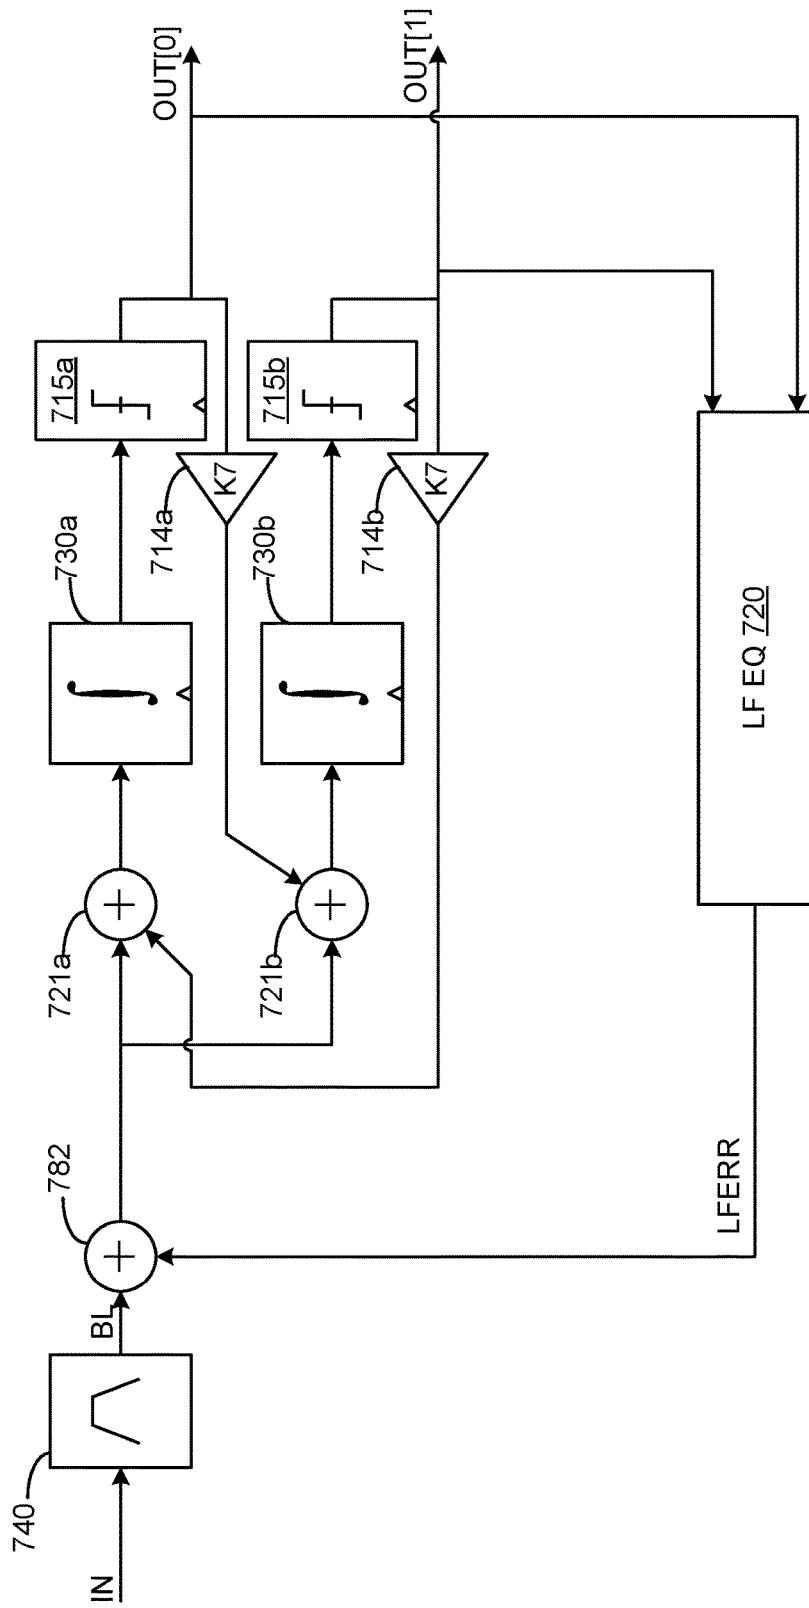 IN
740
BL
782
721a
730a
715a
OUT[0]
714a
K7
721b
730b
715b
OUT[1]
714b
K7
LFERR
LF EQ 720